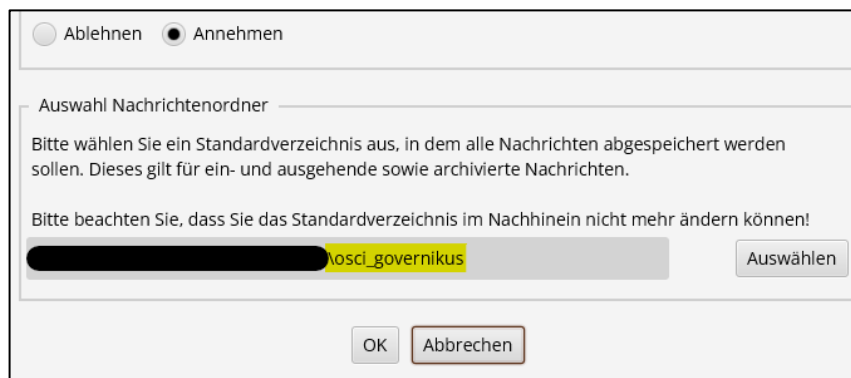 Ablehnen Annehmen
Auswahl Nachrichtenordner
Bitte wählen Sie ein Standardverzeichnis aus, in dem alle Nachrichten abgespeichert werden
sollen. Dieses gilt für ein- und ausgehende sowie archivierte Nachrichten.
Bitte beachten Sie, dass Sie das Standardverzeichnis im Nachhinein nicht mehr ändern können!
\osci_governikus Auswählen
OK Abbrechen